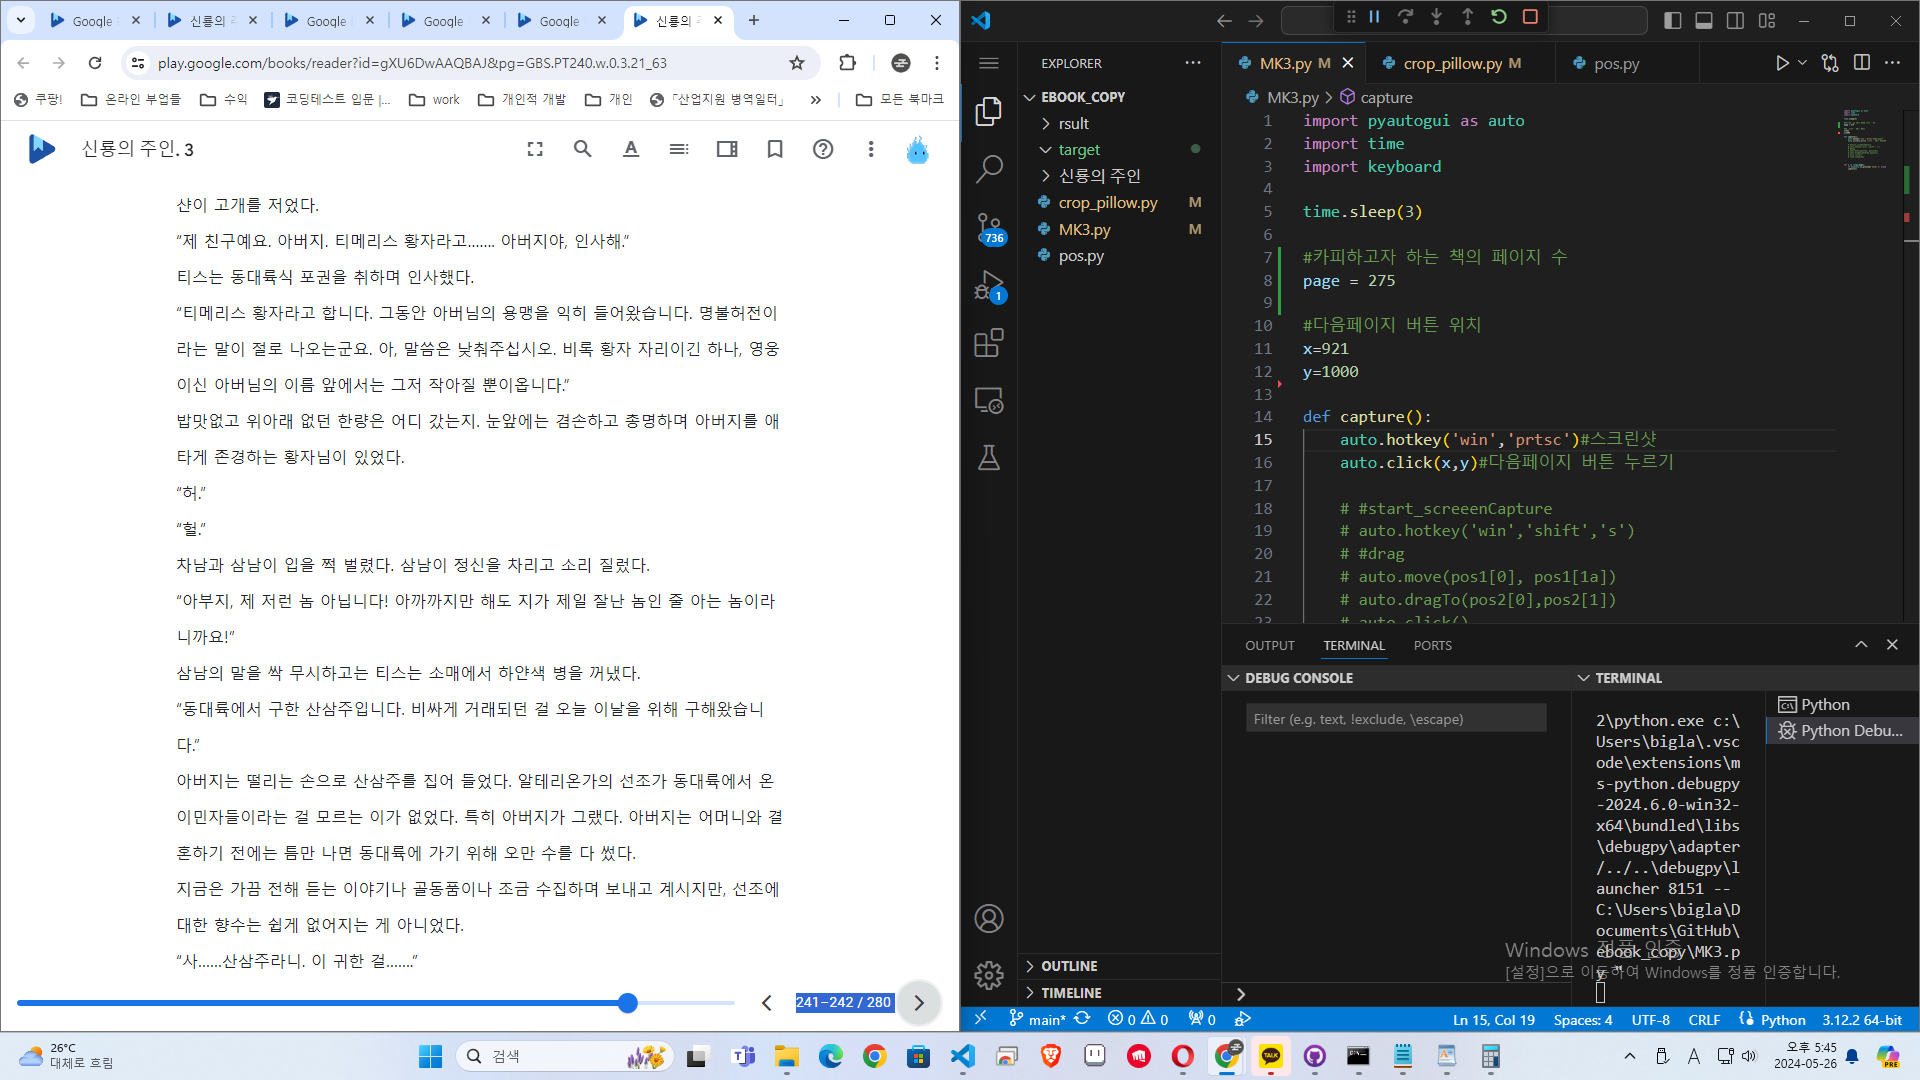 Google
신룡의 주
Google
Google
Google
신룡의 주
play.google.com/books/reader?id=gXU6DwAAQBAJ&pg=GBS.PT240.w.0.3.21_63
쿠팡!
온라인 부업들
수익
코딩테스트 입문 |...
work
개인적 개발
개인
「산업지원 병역일터」
»
모든 북마크
신룡의 주인. 3
샨이 고개를 저었다.
“제 친구예요. 아버지. 티메리스 황자라고....... 아버지야, 인사해.”
티스는 동대륙식 포권을 취하며 인사했다.
“티메리스 황자라고 합니다. 그동안 아버님의 용맹을 익히 들어왔습니다. 명불허전이
라는 말이 절로 나오는군요. 아, 말씀은 낮춰주십시오. 비록 황자 자리이긴 하나, 영웅
이신 아버님의 이름 앞에서는 그저 작아질 뿐이옵니다.”
밥맛없고 위아래 없던 한량은 어디 갔는지. 눈앞에는 겸손하고 총명하며 아버지를 애
타게 존경하는 황자님이 있었다.
“허.”
“헐.”
차남과 삼남이 입을 쩍 벌렸다. 삼남이 정신을 차리고 소리 질렀다.
“아부지, 제 저런 놈 아닙니다! 아까까지만 해도 지가 제일 잘난 놈인 줄 아는 놈이라
니까요!”
삼남의 말을 싹 무시하고는 티스는 소매에서 하얀색 병을 꺼냈다.
“동대륙에서 구한 산삼주입니다. 비싸게 거래되던 걸 오늘 이날을 위해 구해왔습니
다.”
아버지는 떨리는 손으로 산삼주를 집어 들었다. 알테리온가의 선조가 동대륙에서 온
이민자들이라는 걸 모르는 이가 없었다. 특히 아버지가 그랬다. 아버지는 어머니와 결
혼하기 전에는 틈만 나면 동대륙에 가기 위해 오만 수를 다 썼다.
지금은 가끔 전해 듣는 이야기나 골동품이나 조금 수집하며 보내고 계시지만, 선조에
대한 향수는 쉽게 없어지는 게 아니었다.
“사......산삼주라니. 이 귀한 걸.......”
241–242 / 280
EXPLORER
EBOOK_COPY
rsult
target
신룡의 주인
crop_pillow.py M
MK3.py M
pos.py
736
1
OUTLINE
TIMELINE
MK3.py M
crop_pillow.py M
pos.py
MK3.py > capture
1 import pyautogui as auto
2 import time
3 import keyboard
4
5 time.sleep(3)
6
7 #카피하고자 하는 책의 페이지 수
8 page = 275
9
10 #다음페이지 버튼 위치
11 x=921
12 y=1000
13
14 def capture():
15 auto.hotkey('win','prtsc')#스크린샷
16 auto.click(x,y)#다음페이지 버튼 누르기
17
18 # #start_screeenCapture
19 # auto.hotkey('win','shift','s')
20 # #drag
21 # auto.move(pos1[0], pos1[1a])
22 # auto.dragTo(pos2[0],pos2[1])
23 # auto.click()
OUTPUT
TERMINAL
PORTS
DEBUG CONSOLE
Filter (e.g. text, !exclude, \escape)
TERMINAL
2\python.exe c:\
Users\bigla\.vsc
ode\extensions\m
s-python.debugpy
-2024.6.0-win32-
x64\bundled\libs
\debugpy\adapter
/../..\debugpy\l
auncher 8151 --
C:\Users\bigla\D
ocuments\GitHub\
ebook_copy\MK3.p
y "
Python
Python Debu...
Windows 정품 인증
[설정]으로 이동하여 Windows를 정품 인증합니다.
main*
0
0
0
Ln 15, Col 19
Spaces: 4
UTF-8
CRLF
Python
3.12.2 64-bit
26°C
대체로 흐림
검색
TALK
A
오후 5:45
2024-05-26
PRE